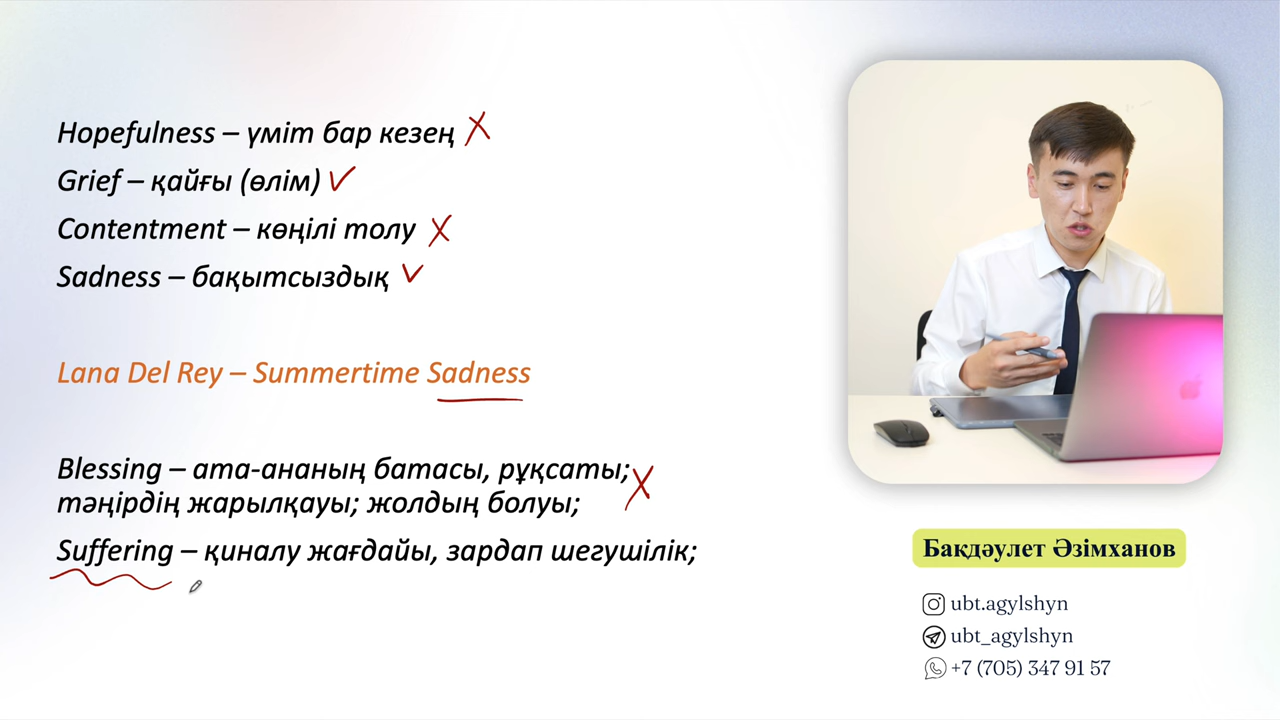 Hopefulness – үміт бар кезең
Grief – қайғы (өлім)
Contentment – көңілі толу
Sadness – бақытсыздық
Lana Del Rey – Summertime Sadness
Blessing – ата-ананың батасы, рұқсаты;
тәңірдің жарылқауы; жолдың болуы;
Suffering – қиналу жағдайы, зардап шегушілік;
Бақдәулет Әзімханов
ubt.agylshyn
ubt_agylshyn
+7 (705) 347 91 57